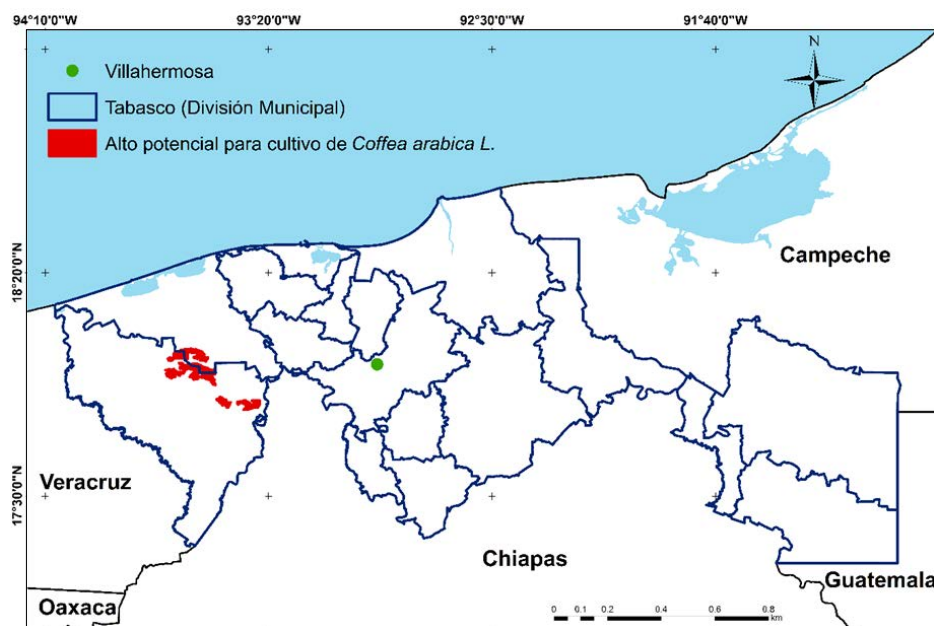 94°10'0"W
93°20'0"W
92°30'0"W
91°40'0"W
N
Villahermosa
Tabasco (División Municipal)
Alto potencial para cultivo de Coffea arabica L.
18°20'0"N
Campeche
Veracruz
17°30'0"N
Chiapas
Guatemala
Oaxaca
0 0.1 0.2 0.4 0.6 0.8
km